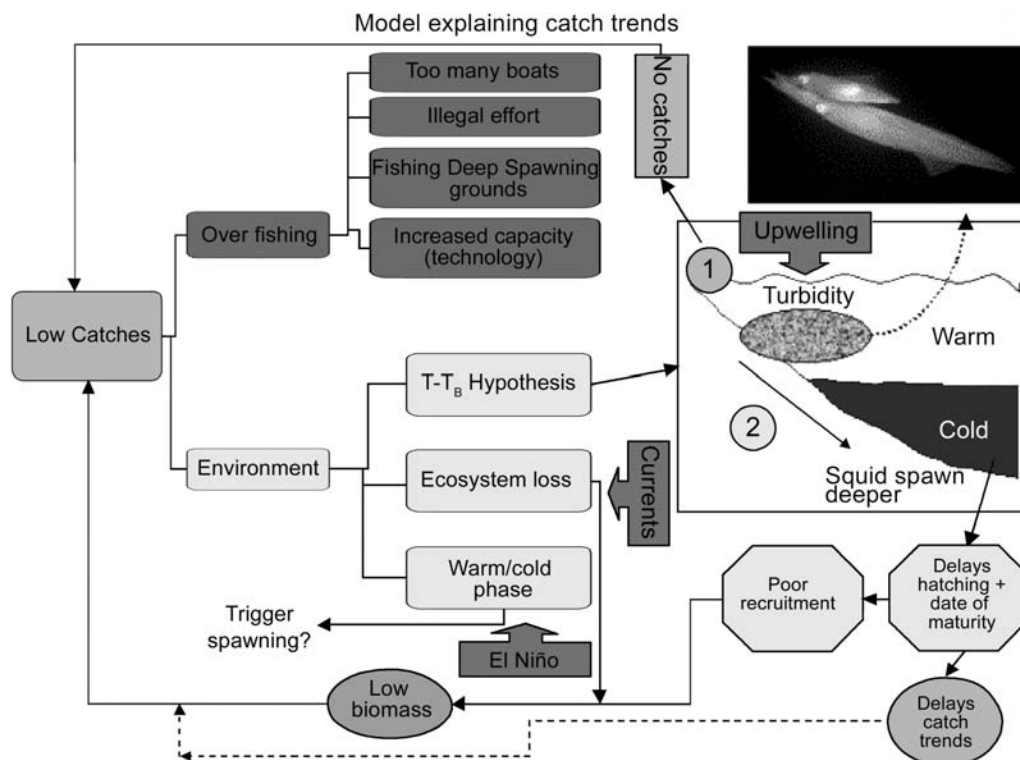 Model explaining catch trends
Too many boats
Illegal effort
Fishing Deep Spawning
grounds
Increased capacity
(technology)
Over fishing
No catches
Low Catches
Upwelling
1
Turbidity
Warm
2
Cold
Squid spawn
deeper
T-T_B Hypothesis
Environment
Ecosystem loss
Currents
Warm/cold
phase
Trigger
spawning?
El Niño
Poor
recruitment
Delays
hatching +
date of
maturity
Low
biomass
Delays
catch
trends